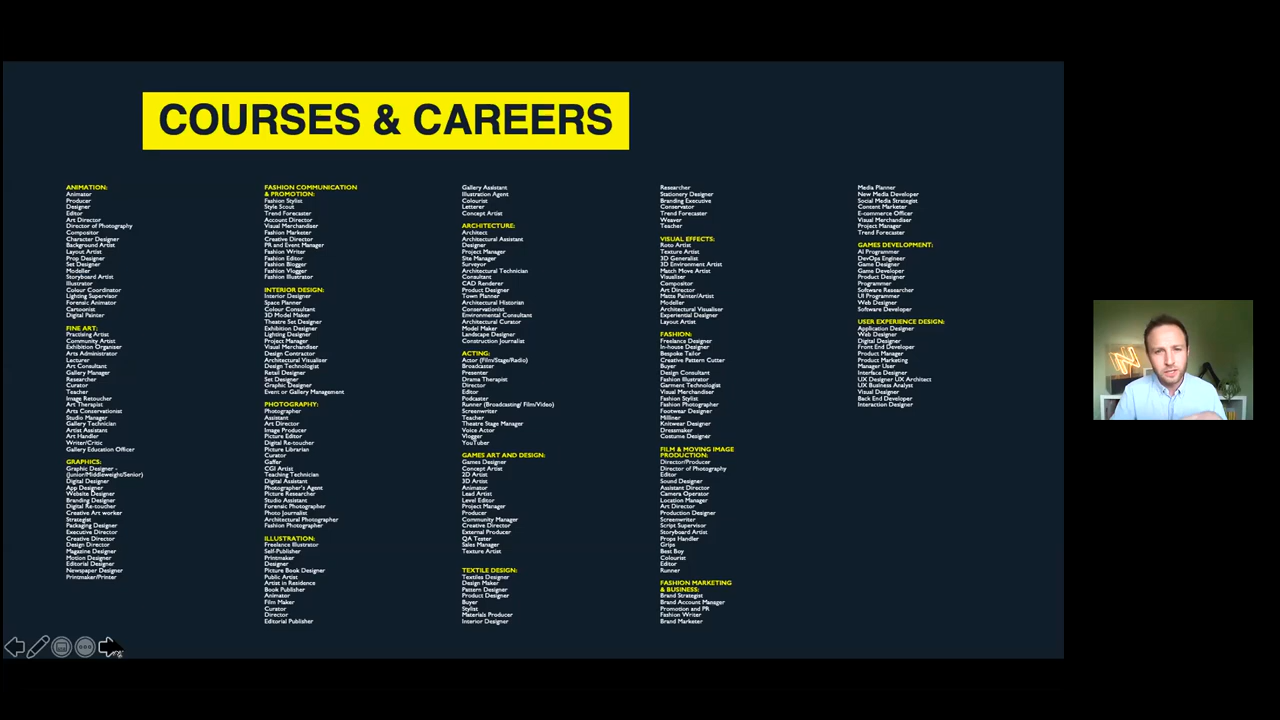 COURSES & CAREERS
ANIMATION:
Animator
Producer
Designer
Editor
Art Director
Director of Photography
Compositor
Character Designer
Background Artist
Layout Artist
Prop Designer
Set Designer
Modeller
Storyboard Artist
Illustrator
Colour Coordinator
Lighting Supervisor
Forensic Animator
Cartoonist
Digital Painter
FINE ART:
Practising Artist
Community Artist
Exhibition Organiser
Arts Administrator
Lecturer
Art Consultant
Gallery Manager
Researcher
Curator
Teacher
Image Retoucher
Art Therapist
Arts Conservationist
Studio Manager
Gallery Technician
Artist Assistant
Art Handler
Writer/Critic
Gallery Education Officer
GRAPHICS:
Graphic Designer -
(Junior/Middleweight/Senior)
Digital Designer
App Designer
Website Designer
Branding Designer
Digital Re-toucher
Creative Art worker
Strategist
Packaging Designer
Executive Director
Creative Director
Design Director
Magazine Designer
Motion Designer
Editorial Designer
Newspaper Designer
Printmaker/Printer
FASHION COMMUNICATION
& PROMOTION:
Fashion Stylist
Style Scout
Trend Forecaster
Account Director
Visual Merchandiser
Fashion Marketer
Creative Director
PR and Event Manager
Fashion Writer
Fashion Editor
Fashion Blogger
Fashion Vlogger
Fashion Illustrator
INTERIOR DESIGN:
Interior Designer
Space Planner
Colour Consultant
3D Model Maker
Theatre Set Designer
Exhibition Designer
Lighting Designer
Project Manager
Visual Merchandiser
Design Contractor
Architectural Visualiser
Design Technologist
Retail Designer
Set Designer
Graphic Designer
Event or Gallery Management
PHOTOGRAPHY:
Photographer
Assistant
Art Director
Image Producer
Picture Editor
Digital Re-toucher
Picture Librarian
Curator
Gaffer
CGI Artist
Teaching Technician
Digital Assistant
Photographer's Agent
Picture Researcher
Studio Assistant
Forensic Photographer
Photo Journalist
Architectural Photographer
Fashion Photographer
ILLUSTRATION:
Freelance Illustrator
Self-Publisher
Printmaker
Designer
Picture Book Designer
Public Artist
Artist in Residence
Book Publisher
Animator
Film Maker
Curator
Director
Editorial Publisher
Gallery Assistant
Illustration Agent
Colourist
Letterer
Concept Artist
ARCHITECTURE:
Architect
Architectural Assistant
Designer
Project Manager
Site Manager
Surveyor
Architectural Technician
Consultant
CAD Renderer
Product Designer
Town Planner
Architectural Historian
Conservationist
Environmental Consultant
Architectural Curator
Model Maker
Landscape Designer
Construction Journalist
ACTING:
Actor (Film/Stage/Radio)
Broadcaster
Presenter
Drama Therapist
Director
Editor
Podcaster
Runner (Broadcasting/ Film/Video)
Screenwriter
Teacher
Theatre Stage Manager
Voice Actor
Vlogger
YouTuber
GAMES ART AND DESIGN:
Games Designer
Concept Artist
2D Artist
3D Artist
Animator
Lead Artist
Level Editor
Project Manager
Producer
Community Manager
Creative Director
External Producer
QA Tester
Sales Manager
Texture Artist
TEXTILE DESIGN:
Textiles Designer
Design Maker
Pattern Designer
Product Designer
Buyer
Stylist
Materials Producer
Interior Designer
Researcher
Stationery Designer
Branding Executive
Conservator
Trend Forecaster
Weaver
Teacher
VISUAL EFFECTS:
Roto Artist
Texture Artist
3D Generalist
3D Environment Artist
Match Move Artist
Visualiser
Compositor
Art Director
Matte Painter/Artist
Modeller
Architectural Visualiser
Experiential Designer
Layout Artist
FASHION:
Freelance Designer
In-house Designer
Bespoke Tailor
Creative Pattern Cutter
Buyer
Design Consultant
Fashion Illustrator
Garment Technologist
Visual Merchandiser
Fashion Stylist
Fashion Photographer
Footwear Designer
Milliner
Knitwear Designer
Dressmaker
Costume Designer
FILM & MOVING IMAGE
PRODUCTION:
Director/Producer
Director of Photography
Editor
Sound Designer
Assistant Director
Camera Operator
Location Manager
Art Director
Production Designer
Screenwriter
Script Supervisor
Storyboard Artist
Props Handler
Grips
Best Boy
Colourist
Editor
Runner
FASHION MARKETING
& BUSINESS:
Brand Strategist
Brand Account Manager
Promotion and PR
Fashion Writer
Brand Marketer
Media Planner
New Media Developer
Social Media Strategist
Content Marketer
E-commerce Officer
Visual Merchandiser
Project Manager
Trend Forecaster
GAMES DEVELOPMENT:
AI Programmer
DevOps Engineer
Game Designer
Game Developer
Product Designer
Programmer
Software Researcher
UI Programmer
Web Designer
Software Developer
USER EXPERIENCE DESIGN:
Application Designer
Web Designer
Digital Designer
Front End Developer
Product Manager
Product Marketing
Manager User
Interface Designer
UX Designer UX Architect
UX Business Analyst
Visual Designer
Back End Developer
Interaction Designer